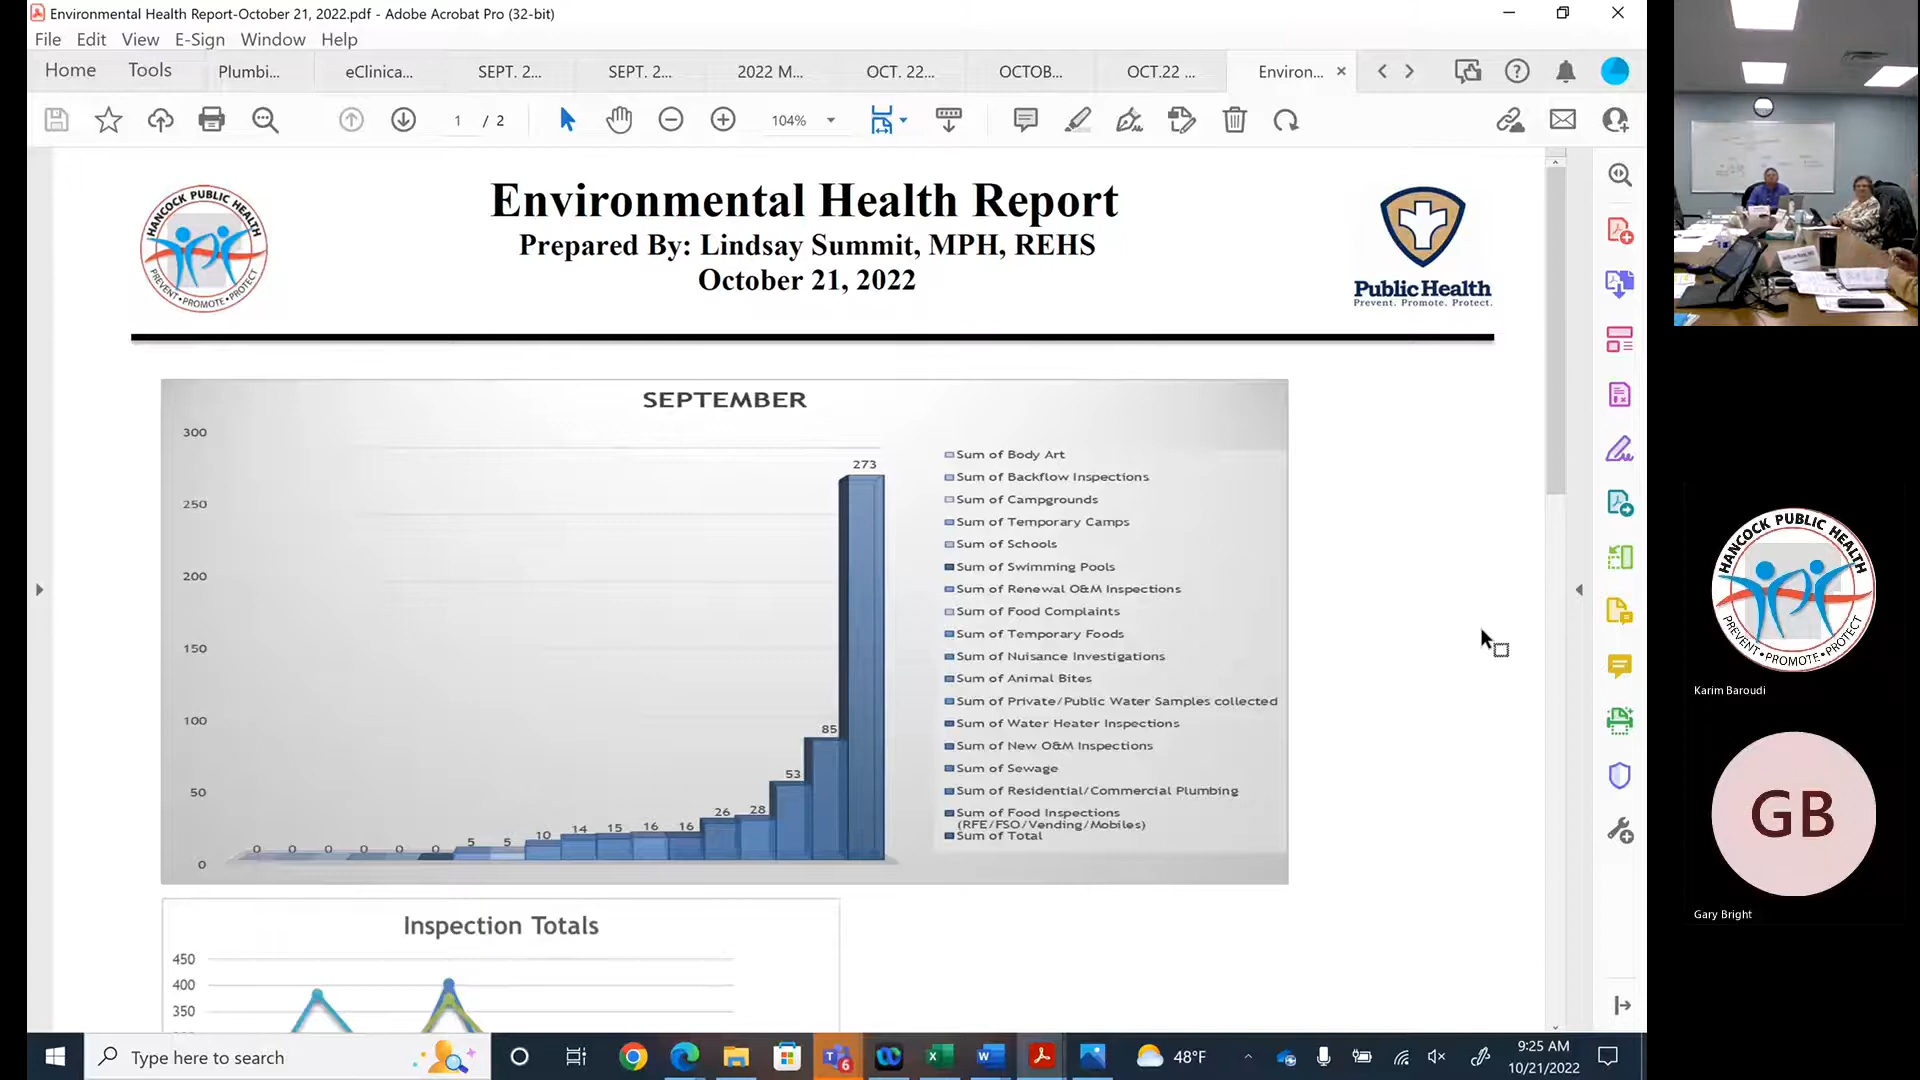 Environmental Health Report-October 21, 2022.pdf - Adobe Acrobat Pro (32-bit)
File Edit View E-Sign Window Help
Home Tools Plumbi... eClinica... SEPT. 2... SEPT. 2... 2022 M... OCT. 22... OCTOB... OCT.22 ... Environ...
1 / 2 104%
HANCOCK PUBLIC HEALTH
PREVENT • PROMOTE • PROTECT
Environmental Health Report
Prepared By: Lindsay Summit, MPH, REHS
October 21, 2022
Public Health
Prevent. Promote. Protect.
SEPTEMBER
300
250
200
150
100
50
0
0 0 0 0 0 0 5 5 10 14 15 16 16 26 28 53 85 273
Sum of Body Art
Sum of Backflow Inspections
Sum of Campgrounds
Sum of Temporary Camps
Sum of Schools
Sum of Swimming Pools
Sum of Renewal O&M Inspections
Sum of Food Complaints
Sum of Temporary Foods
Sum of Nuisance Investigations
Sum of Animal Bites
Sum of Private/Public Water Samples collected
Sum of Water Heater Inspections
Sum of New O&M Inspections
Sum of Sewage
Sum of Residential/Commercial Plumbing
Sum of Food Inspections
(RFE/FSO/Vending/Mobiles)
Sum of Total
Inspection Totals
450
400
350
HANCOCK PUBLIC HEALTH
PREVENT • PROMOTE • PROTECT
Karim Baroudi
GB
Gary Bright
Type here to search
6
48°F
9:25 AM
10/21/2022